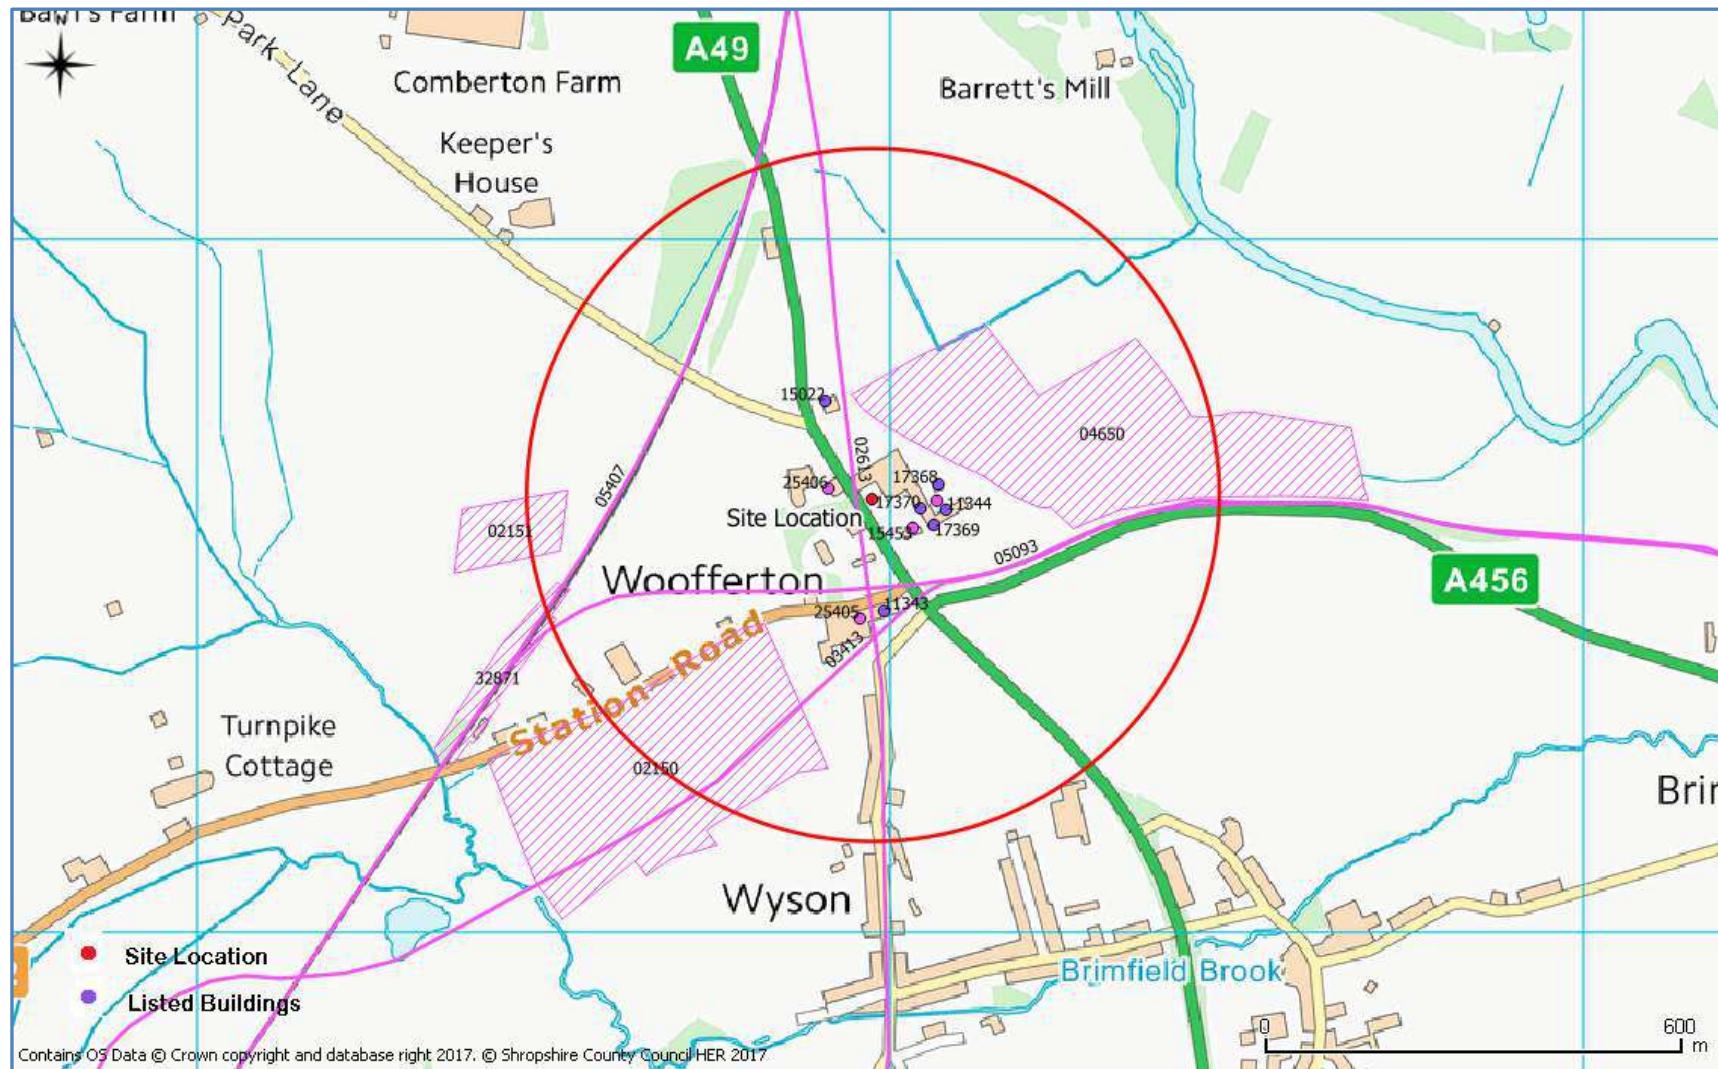 N
A49
Park Lane
Comberton Farm
Barrett's Mill
Keeper's
House
15022
04650
02613
05407
25406
17368
17370
11344
02151
Site Location
15453
17369
05093
Woofferton
A456
25405
11343
03413
Station Road
32871
Turnpike
Cottage
02150
Wyson
Brimfield Brook
Site Location
Listed Buildings
0
600
m
Contains OS Data © Crown copyright and database right 2017. © Shropshire County Council HER 2017